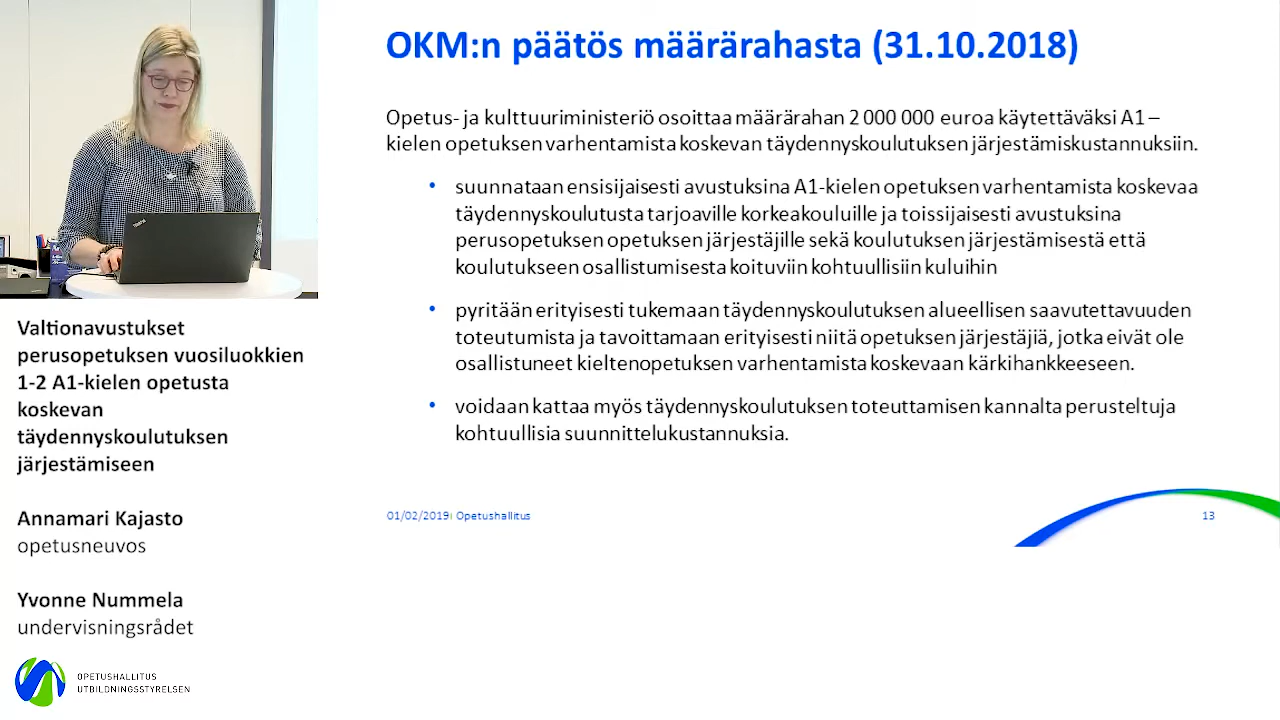 OKM:n päätös määrärahasta (31.10.2018)
Opetus- ja kulttuuriministeriö osoittaa määrärahan 2 000 000 euroa käytettäväksi A1 –
kielen opetuksen varhentamista koskevan täydennyskoulutuksen järjestämiskustannuksiin.
• suunnataan ensisijaisesti avustuksina A1-kielen opetuksen varhentamista koskevaa
täydennyskoulutusta tarjoaville korkeakouluille ja toissijaisesti avustuksina
perusopetuksen opetuksen järjestäjille sekä koulutuksen järjestämisestä että
koulutukseen osallistumisesta koituviin kohtuullisiin kuluihin
• pyritään erityisesti tukemaan täydennyskoulutuksen alueellisen saavutettavuuden
toteutumista ja tavoittamaan erityisesti niitä opetuksen järjestäjiä, jotka eivät ole
osallistuneet kieltenopetuksen varhentamista koskevaan kärkihankkeeseen.
• voidaan kattaa myös täydennyskoulutuksen toteuttamisen kannalta perusteltuja
kohtuullisia suunnittelukustannuksia.
01/02/2019 Opetushallitus
13
Valtionavustukset
perusopetuksen vuosiluokkien
1-2 A1-kielen opetusta
koskevan
täydennyskoulutuksen
järjestämiseen
Annamari Kajasto
opetusneuvos
Yvonne Nummela
undervisningsrådet
OPETUSHALLITUS
UTBILDNINGSSTYRELSEN